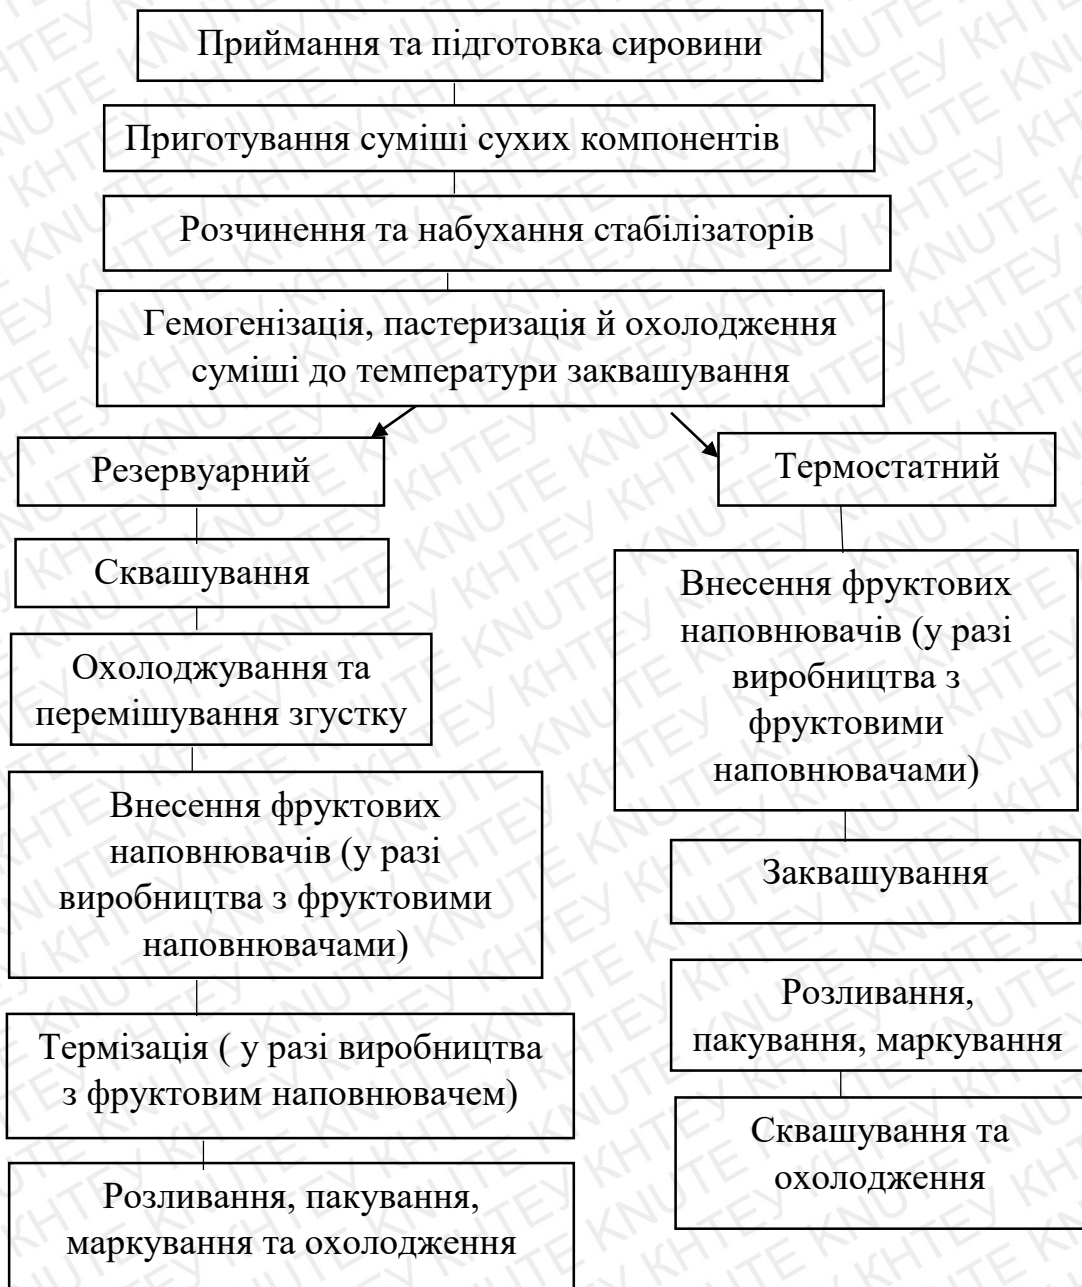 Приймання та підготовка сировини
Приготування суміші сухих компонентів
Розчинення та набухання стабілізаторів
Гемогенізація, пастеризація й охолодження
суміші до температури заквашування
Резервуарний
Сквашування
Охолоджування та
перемішування згустку
Внесення фруктових
наповнювачів (у разі
виробництва з фруктовими
наповнювачами)
Термізація ( у разі виробництва
з фруктовим наповнювачем)
Розливання, пакування,
маркування та охолодження
Термостатний
Внесення фруктових
наповнювачів (у разі
виробництва з
фруктовими
наповнювачами)
Заквашування
Розливання,
пакування, маркування
Сквашування та
охолодження